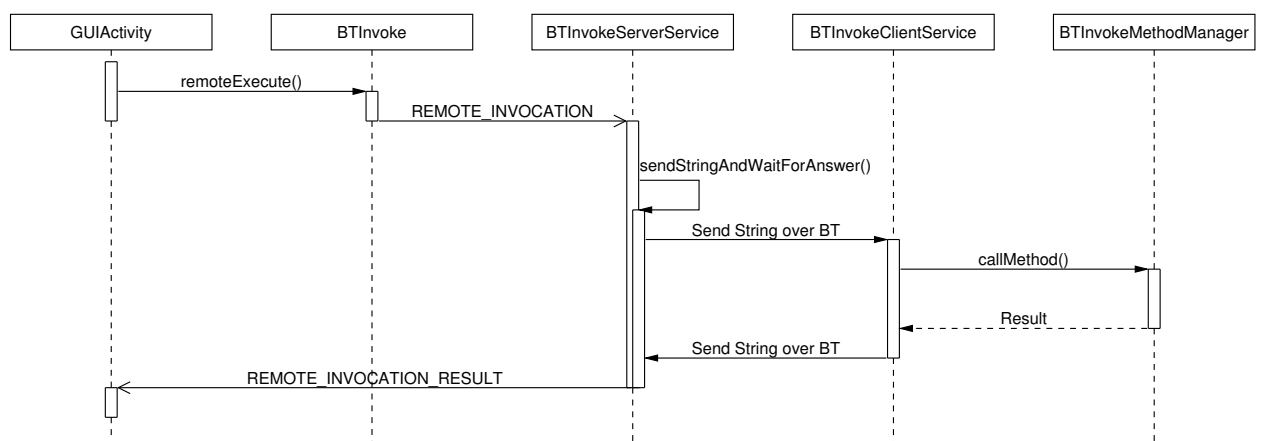 GUIActivity
BTInvoke
BTInvokeServerService
BTInvokeClientService
BTInvokeMethodManager
remoteExecute()
REMOTE_INVOCATION
sendStringAndWaitForAnswer()
Send String over BT
callMethod()
Result
Send String over BT
REMOTE_INVOCATION_RESULT